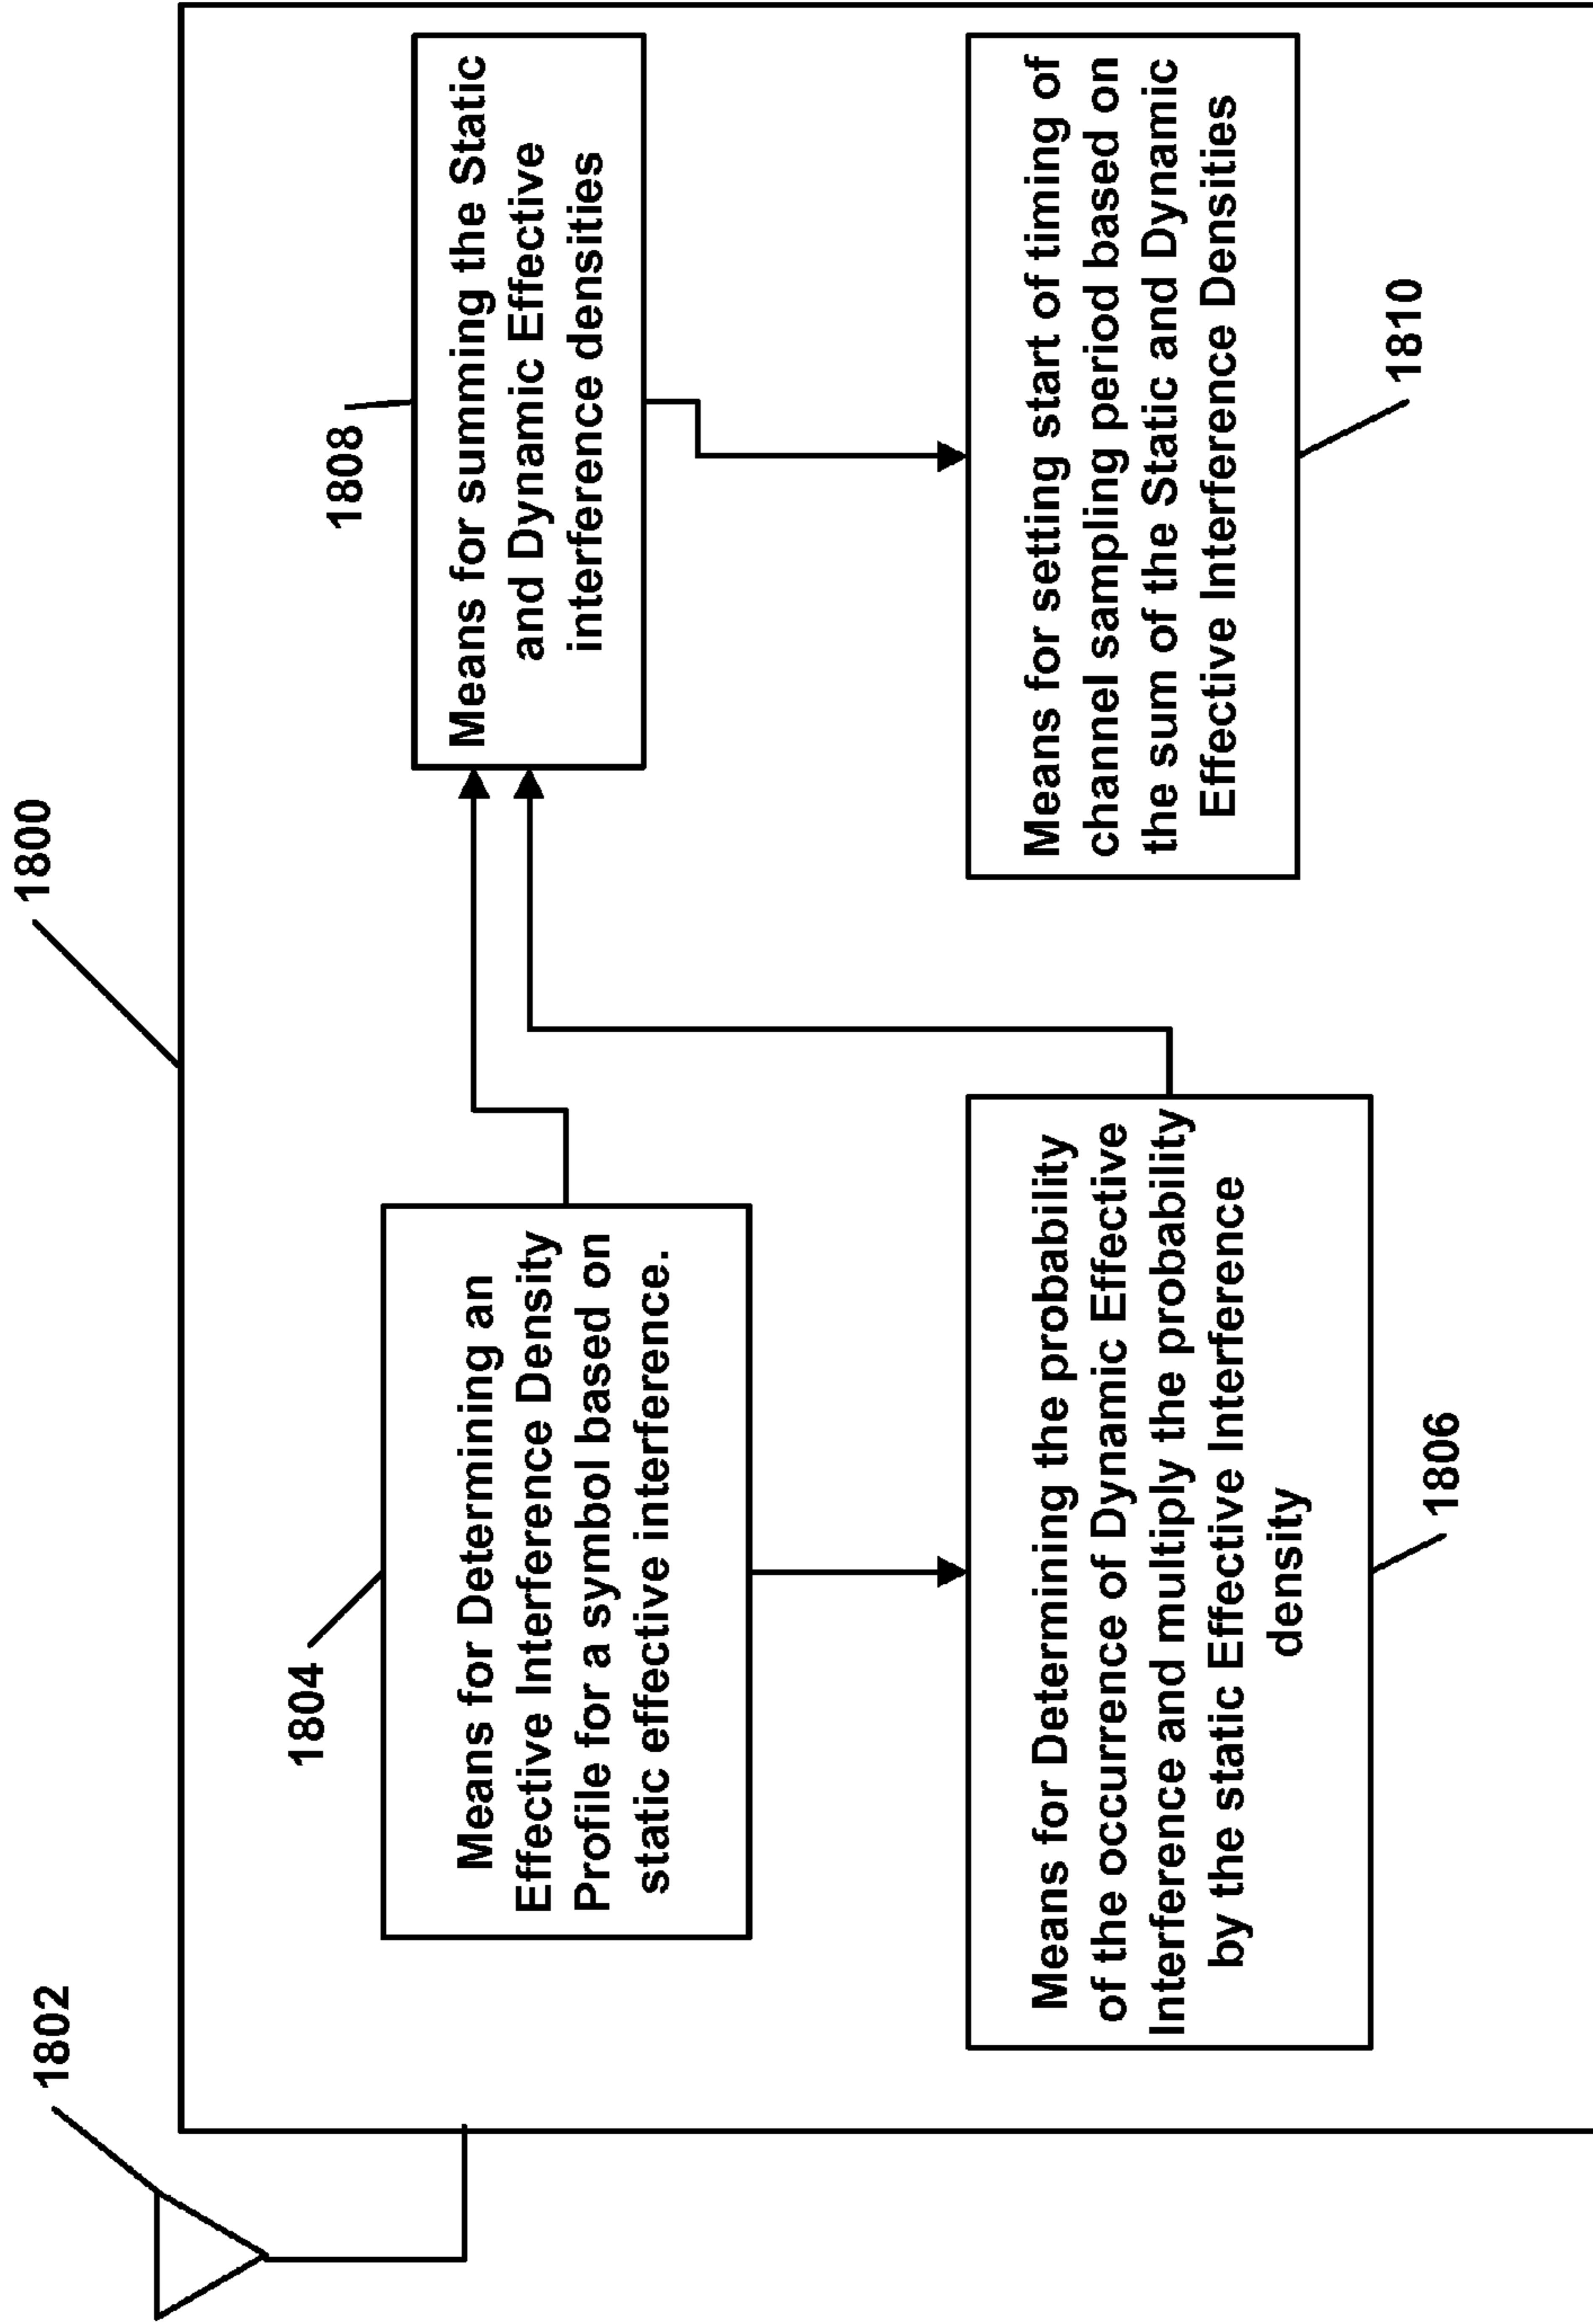 1800
1802
1804
Means for Determining an
Effective Interference Density
Profile for a symbol based on
static effective interference.
1808
Means for summing the Static
and Dynamic Effective
interference densities
Means for Determining the probability
of the occurrence of Dynamic Effective
Interference and multiply the probability
by the static Effective Interference
density
1806
Means for setting start of timing of
channel sampling period based on
the sum of the Static and Dynamic
Effective Interference Densities
1810